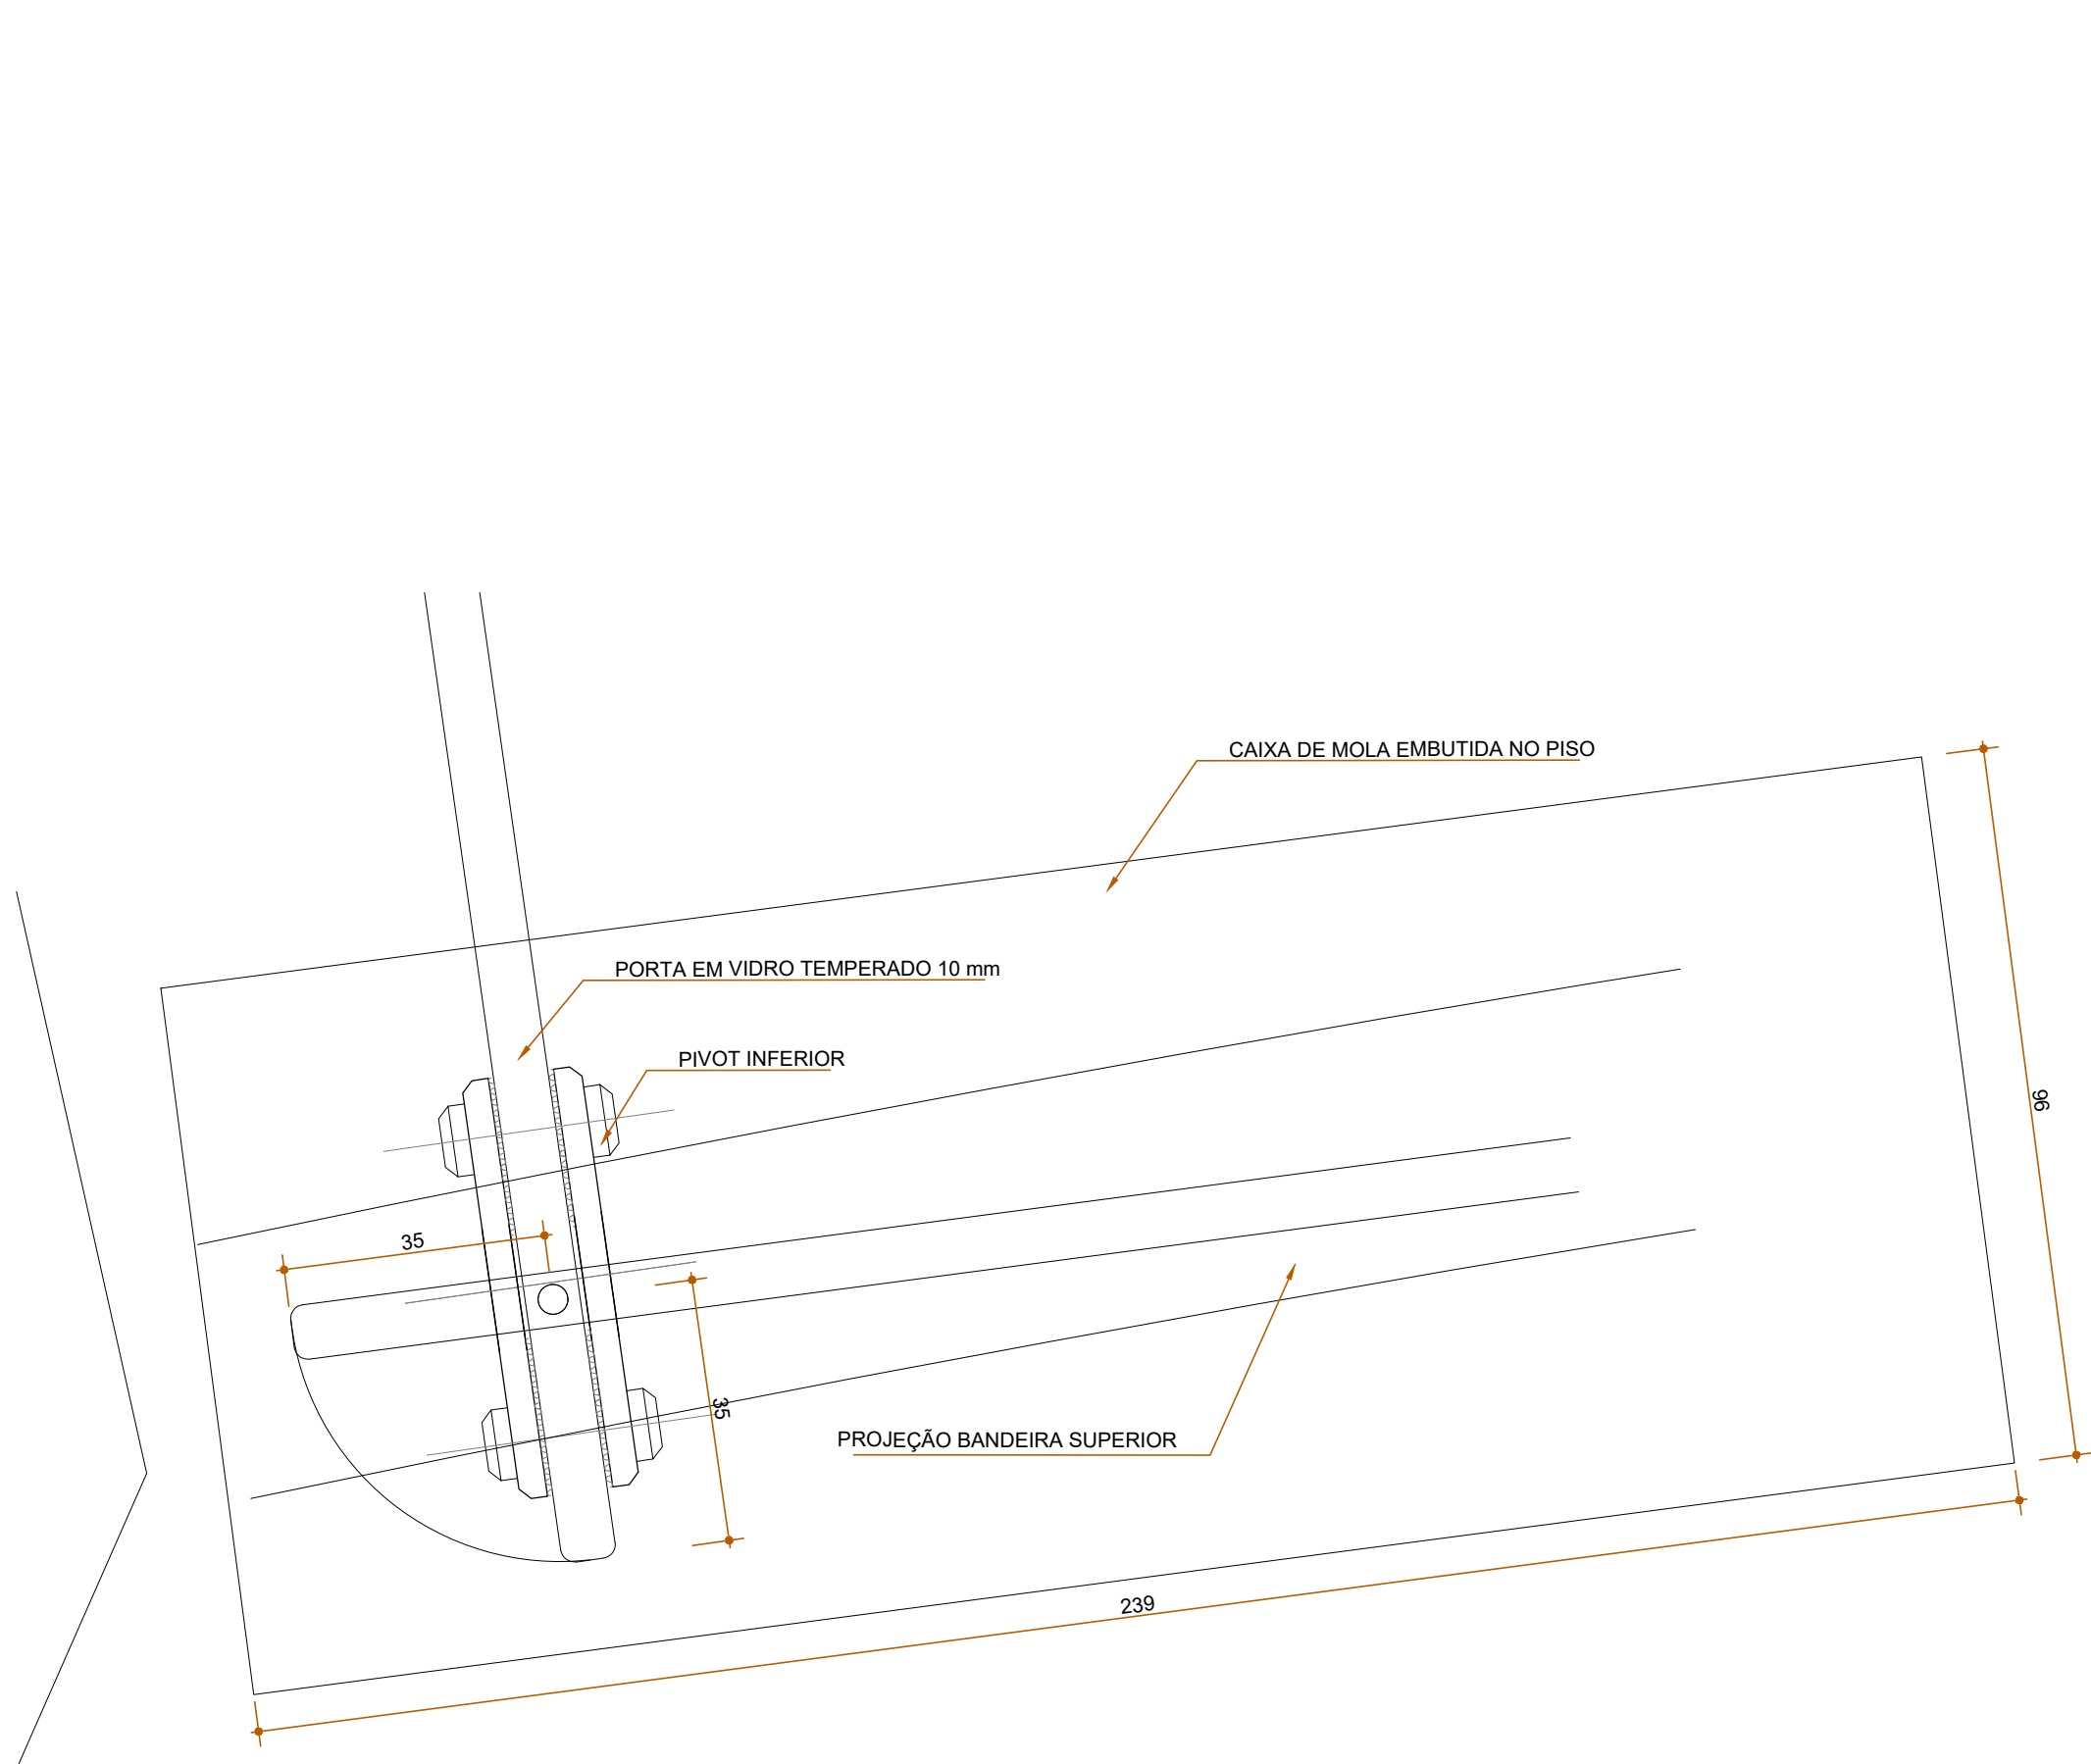 CAIXA DE MOLA EMBUTIDA NO PISO
PORTA EM VIDRO TEMPERADO 10 mm
PIVOT INFERIOR
96
35
35
PROJEÇÃO BANDEIRA SUPERIOR
239